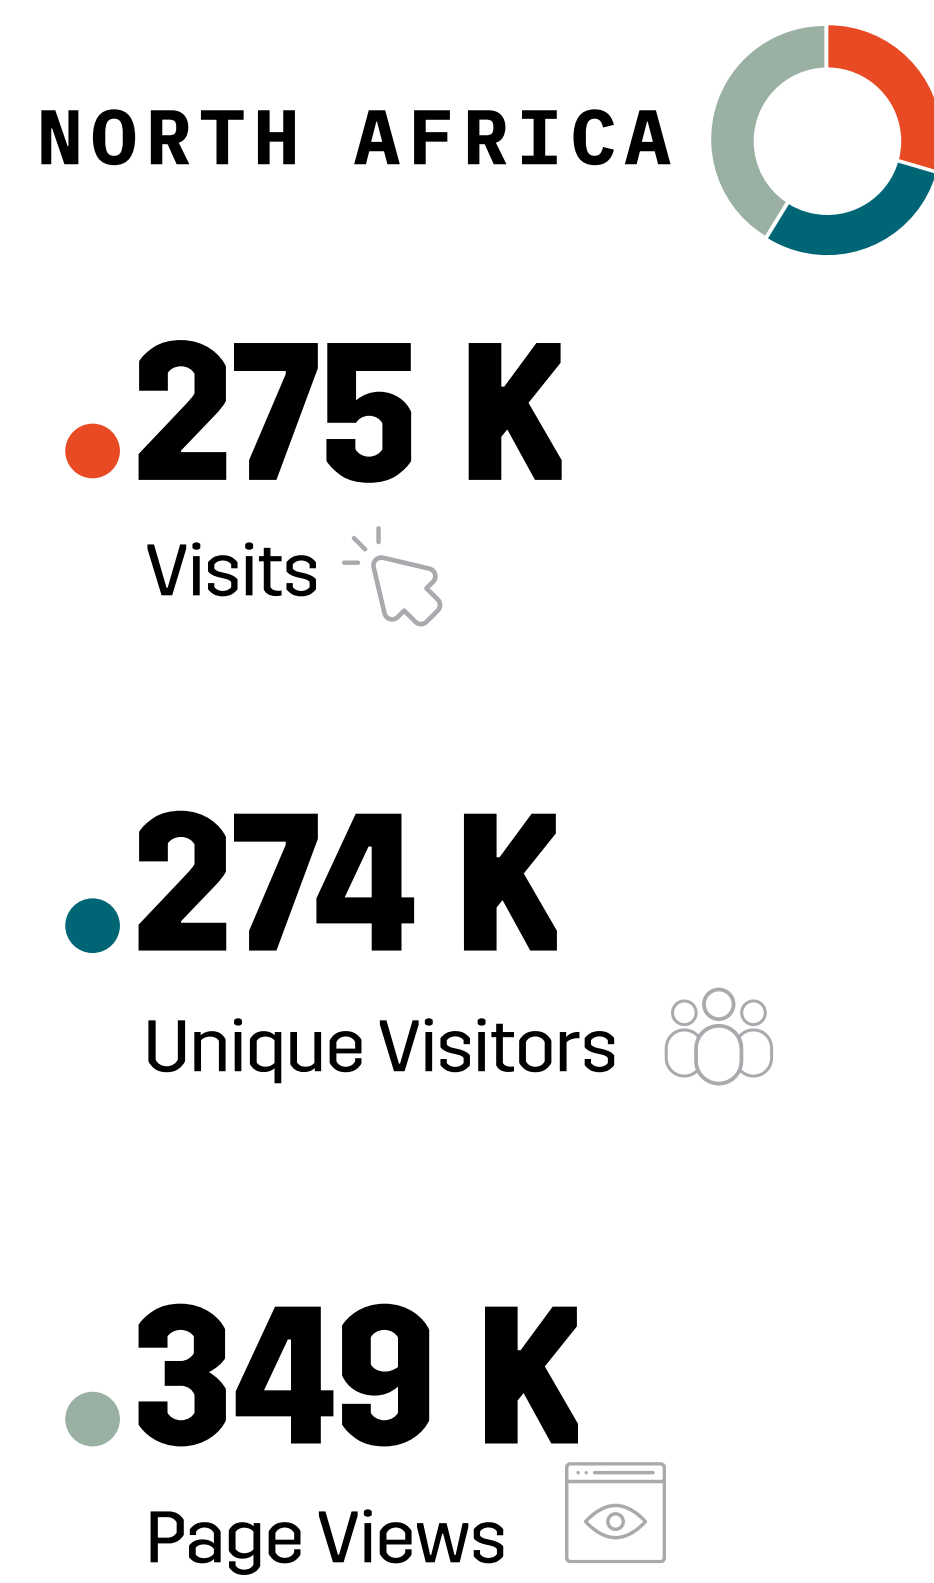 NORTH AFRICA
275 K
Visits
274 K
Unique Visitors
349 K
Page Views